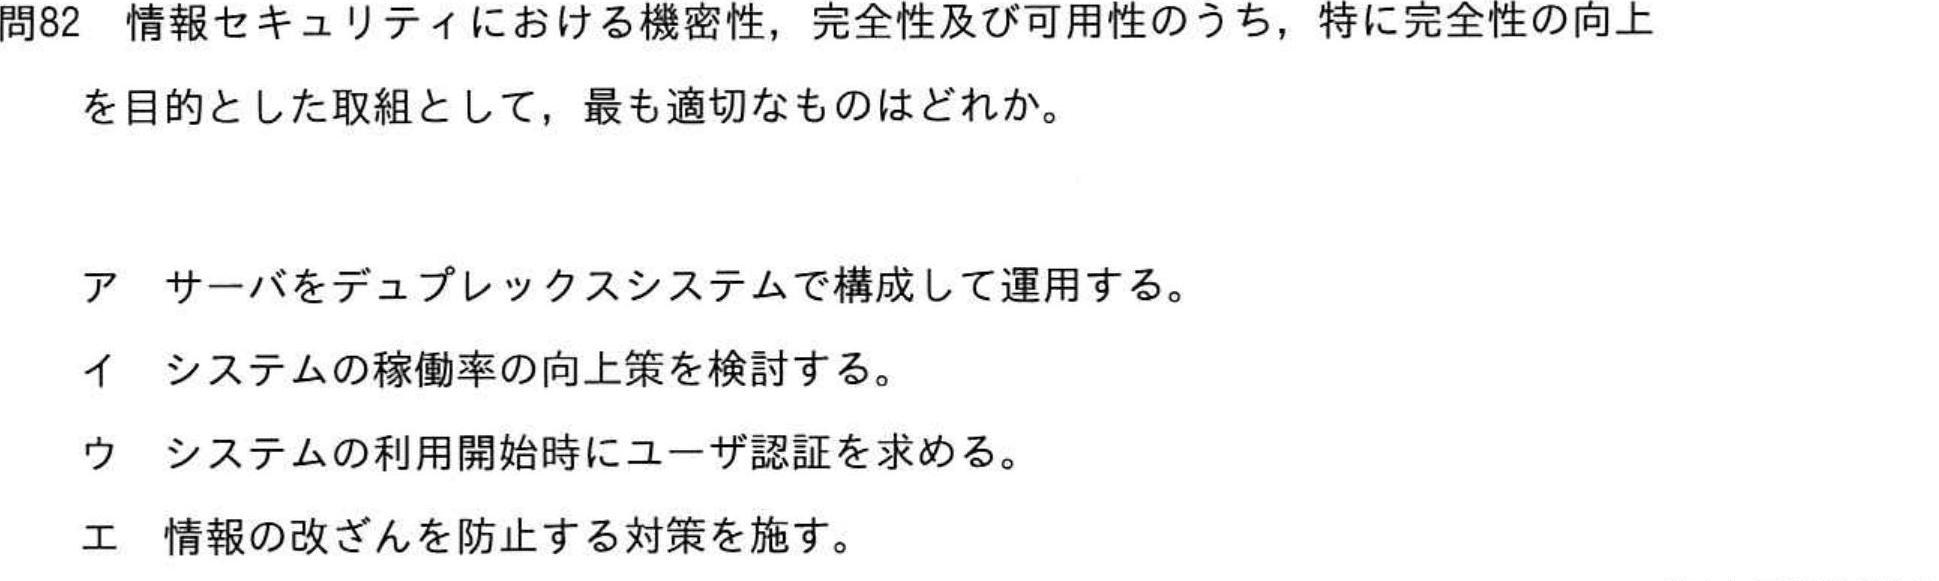 問82　情報セキュリティにおける機密性，完全性及び可用性のうち，特に完全性の向上
を目的とした取組として，最も適切なものはどれか。
ア　サーバをデュプレックスシステムで構成して運用する。
イ　システムの稼働率の向上策を検討する。
ウ　システムの利用開始時にユーザ認証を求める。
エ　情報の改ざんを防止する対策を施す。